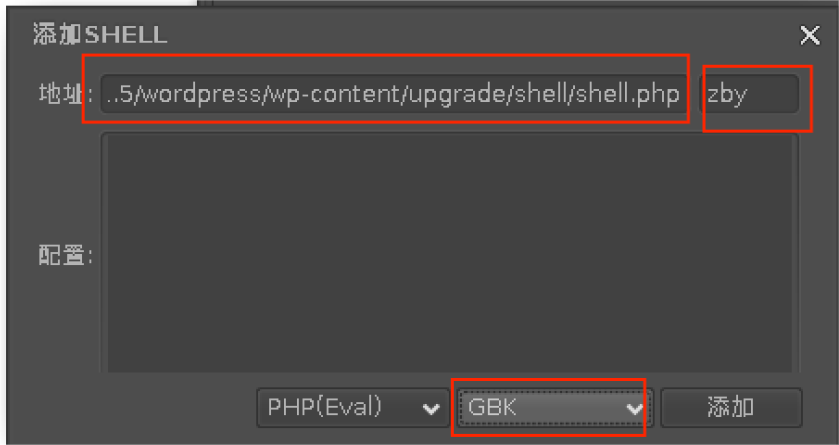 添加SHELL
地址: ..5/wordpress/wp-content/upgrade/shell/shell.php zby
配置:
PHP(Eval) GBK 添加